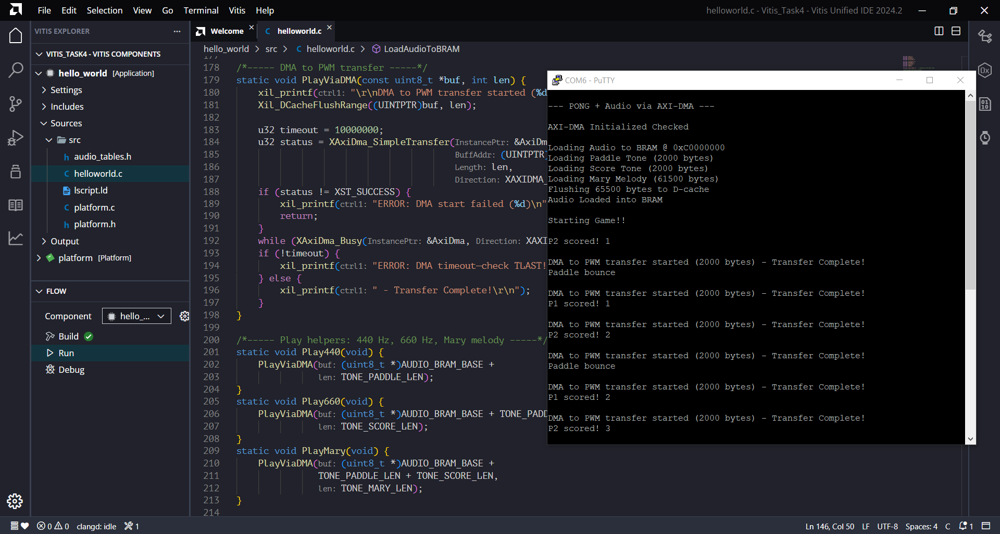 File Edit Selection View Go Terminal Vitis Help
helloworld.c - Vitis_Task4 - Vitis Unified IDE 2024.2
VITIS EXPLORER
VITIS_TASK4 - VITIS COMPONENTS
hello_world [Application]
Settings
Includes
Sources
src
h audio_tables.h
C helloworld.c
lscript.ld
C platform.c
h platform.h
Output
platform [Platform]
FLOW
Component hello_...
Build
Run
Debug
Welcome
C helloworld.c
hello_world > src > C helloworld.c > LoadAudioToBRAM
177
178 /*----- DMA to PWM transfer -----*/
179 static void PlayViaDMA(const uint8_t *buf, int len) {
180 xil_printf(ctrl1: "\r\nDMA to PWM transfer started (%d
181 Xil_DCacheFlushRange((UINTPTR)buf, len);
182
183 u32 timeout = 10000000;
184 u32 status = XAxiDma_SimpleTransfer(InstancePtr: &AxiDm
185 BuffAddr: (UINTPTR)
186 Length: len,
187 Direction: XAXIDMA_
188 if (status != XST_SUCCESS) {
189 xil_printf(ctrl1: "ERROR: DMA start failed (%d)\n"
190 return;
191 }
192 while (XAxiDma_Busy(InstancePtr: &AxiDma, Direction: XAXI
193 if (!timeout) {
194 xil_printf(ctrl1: "ERROR: DMA timeout—check TLAST!
195 } else {
196 xil_printf(ctrl1: " - Transfer Complete!\r\n");
197 }
198 }
199
200 /*----- Play helpers: 440 Hz, 660 Hz, Mary melody -----*/
201 static void Play440(void) {
202 PlayViaDMA(buf: (uint8_t *)AUDIO_BRAM_BASE +
203 len: TONE_PADDLE_LEN);
204 }
205 static void Play660(void) {
206 PlayViaDMA(buf: (uint8_t *)AUDIO_BRAM_BASE + TONE_PADD
207 len: TONE_SCORE_LEN);
208 }
209 static void PlayMary(void) {
210 PlayViaDMA(buf: (uint8_t *)AUDIO_BRAM_BASE +
211 TONE_PADDLE_LEN + TONE_SCORE_LEN,
212 len: TONE_MARY_LEN);
213 }
214
COM6 - PuTTY
--- PONG + Audio via AXI-DMA ---
AXI-DMA Initialized Checked
Loading Audio to BRAM @ 0xC0000000
Loading Paddle Tone (2000 bytes)
Loading Score Tone (2000 bytes)
Loading Mary Melody (61500 bytes)
Flushing 65500 bytes to D-cache
Audio Loaded into BRAM
Starting Game!!
P2 scored! 1
DMA to PWM transfer started (2000 bytes) - Transfer Complete!
Paddle bounce
DMA to PWM transfer started (2000 bytes) - Transfer Complete!
P1 scored! 1
DMA to PWM transfer started (2000 bytes) - Transfer Complete!
P2 scored! 2
DMA to PWM transfer started (2000 bytes) - Transfer Complete!
Paddle bounce
DMA to PWM transfer started (2000 bytes) - Transfer Complete!
P1 scored! 2
DMA to PWM transfer started (2000 bytes) - Transfer Complete!
P2 scored! 3
0x
01
10
0 0 clangd: idle 1
Ln 146, Col 50 LF UTF-8 Spaces: 4 C 1